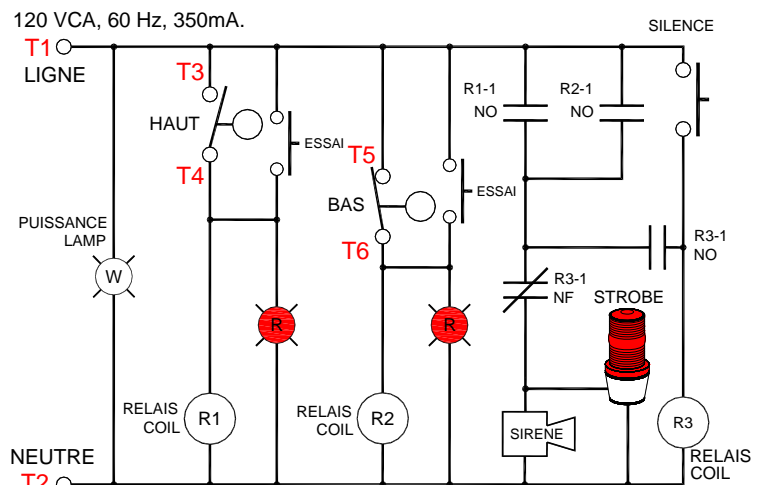 120 VCA, 60 Hz, 350mA.
T1
LIGNE
SILENCE
T3
HAUT
T4
ESSAI
R1-1
NO
R2-1
NO
T5
BAS
T6
ESSAI
PUISSANCE
LAMP
W
R
R
R3-1
NO
R3-1
NF
STROBE
RELAIS
COIL
R1
RELAIS
COIL
R2
SIRENE
R3
RELAIS
COIL
NEUTRE
T2